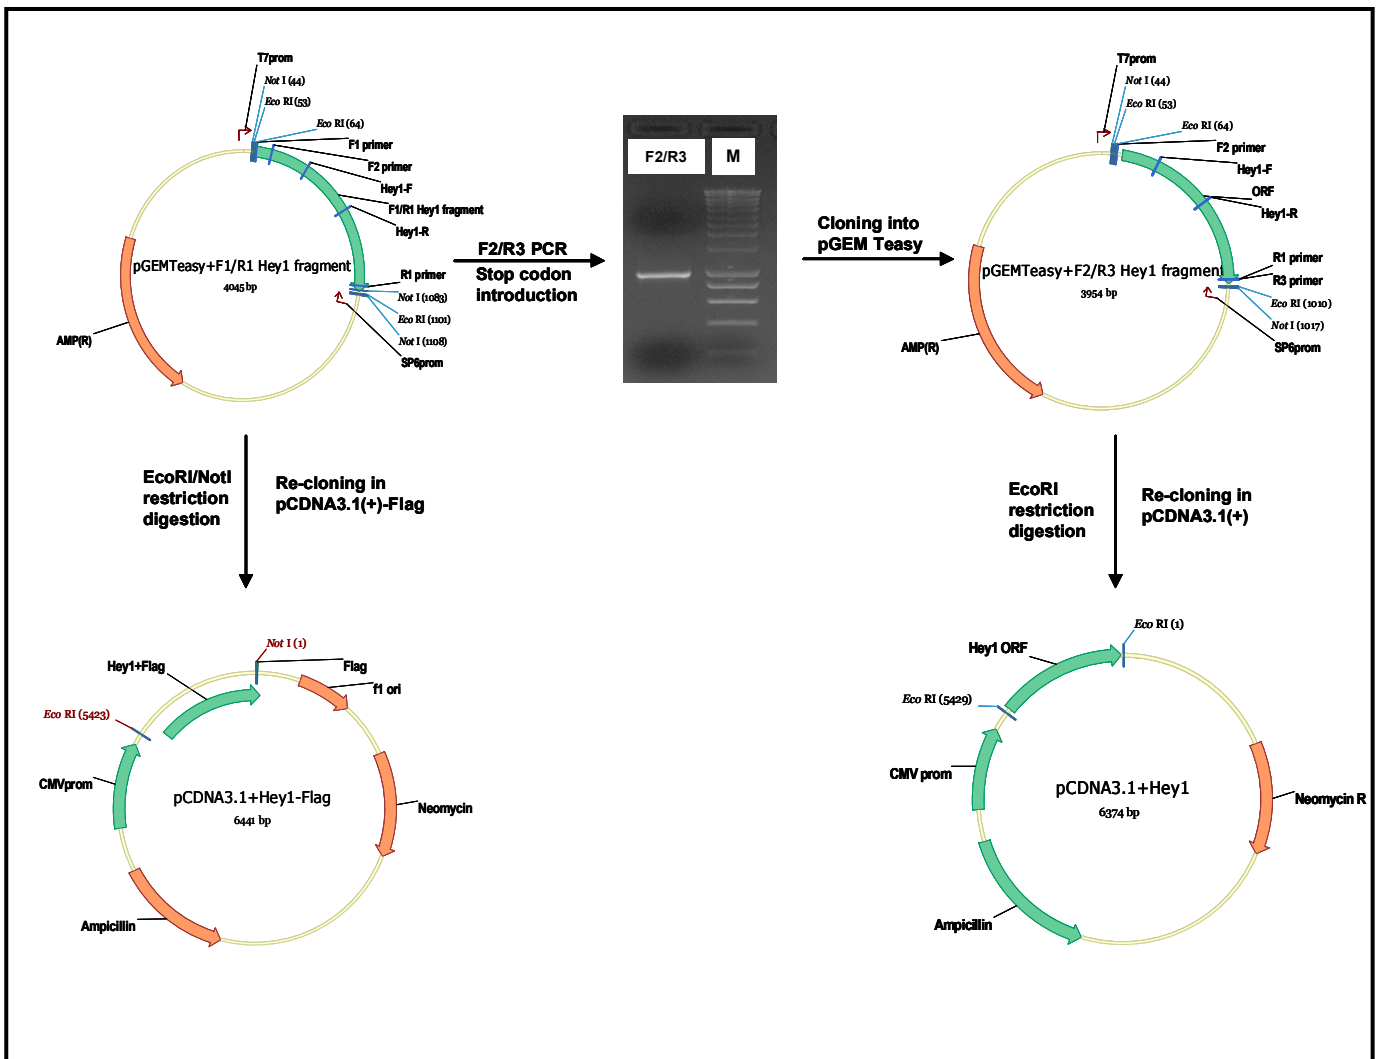 T7prom
Not I (44)
Eco RI (53)
Eco RI (64)
F1 primer
F2 primer
Hey1-F
F1/R1 Hey1 fragment
Hey1-R
pGEMTeasy+F1/R1 Hey1 fragment
4045 bp
R1 primer
Not I (1083)
Eco RI (1101)
Not I (1108)
SP6prom
AMP(R)
F2/R3 PCR
Stop codon
introduction
F2/R3
M
Cloning into
pGEM Teasy
T7prom
Not I (44)
Eco RI (53)
Eco RI (64)
F2 primer
Hey1-F
ORF
Hey1-R
pGEMTeasy+F2/R3 Hey1 fragment
3954 bp
R1 primer
R3 primer
Eco RI (1010)
Not I (1017)
SP6prom
AMP(R)
EcoRI/NotI
restriction
digestion
Re-cloning in
pCDNA3.1(+)-Flag
EcoRI
restriction
digestion
Re-cloning in
pCDNA3.1(+)
Not I (1)
Hey1+Flag
Flag
f1 ori
Eco RI (5423)
CMVprom
pCDNA3.1+Hey1-Flag
6441 bp
Neomycin
Ampicillin
Eco RI (1)
Hey1 ORF
Eco RI (5429)
CMV prom
pCDNA3.1+Hey1
6374 bp
Neomycin R
Ampicillin